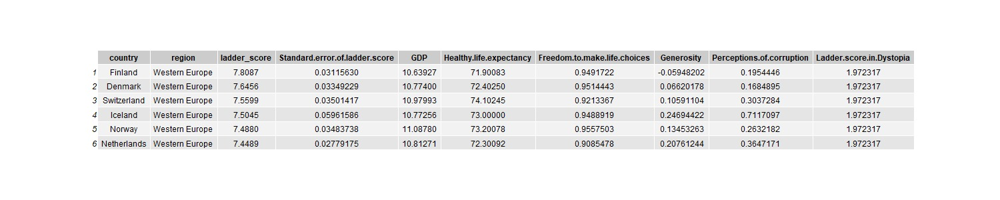 country region ladder_score Standard.error.of.ladder.score GDP Healthy.life.expectancy Freedom.to.make.life.choices Generosity Perceptions.of.corruption Ladder.score.in.Dystopia
1 Finland Western Europe 7.8087 0.03115630 10.63927 71.90083 0.9491722 -0.05948202 0.1954446 1.972317
2 Denmark Western Europe 7.6456 0.03349229 10.77400 72.40250 0.9514443 0.06620178 0.1684895 1.972317
3 Switzerland Western Europe 7.5599 0.03501417 10.97993 74.10245 0.9213367 0.10591104 0.3037284 1.972317
4 Iceland Western Europe 7.5045 0.05961586 10.77256 73.00000 0.9488919 0.24694422 0.7117097 1.972317
5 Norway Western Europe 7.4880 0.03483738 11.08780 73.20078 0.9557503 0.13453263 0.2632182 1.972317
6 Netherlands Western Europe 7.4489 0.02779175 10.81271 72.30092 0.9085478 0.20761244 0.3647171 1.972317